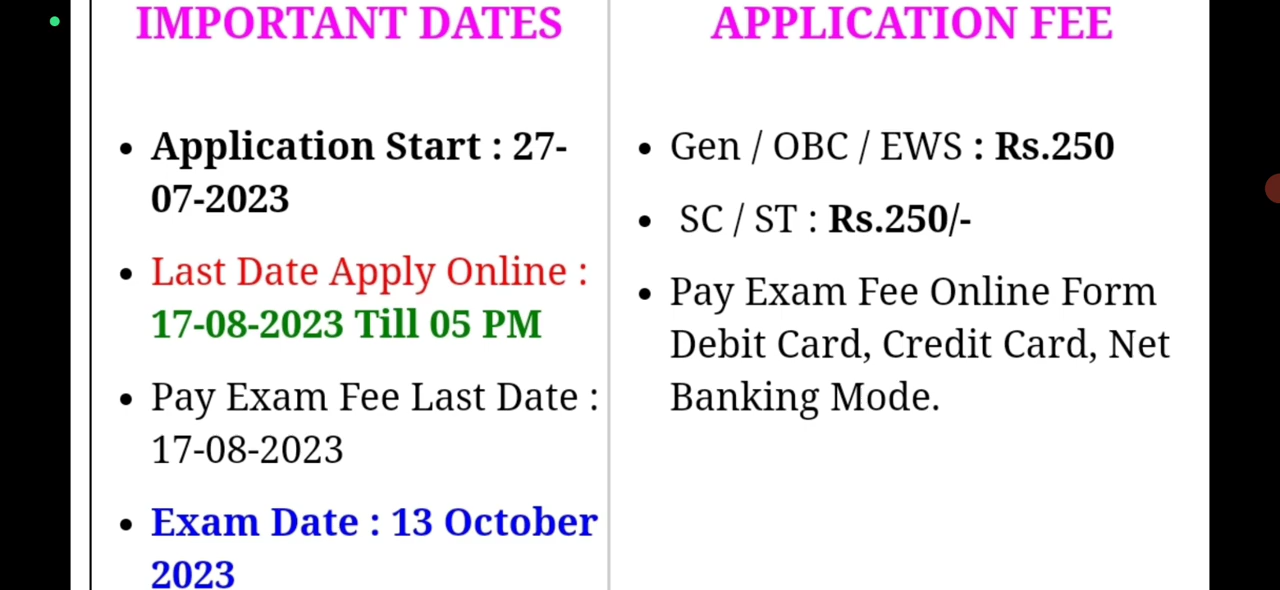 IMPORTANT DATES
Application Start : 27-
07-2023
Last Date Apply Online :
17-08-2023 Till 05 PM
Pay Exam Fee Last Date :
17-08-2023
Exam Date : 13 October
2023
APPLICATION FEE
Gen / OBC / EWS : Rs.250
SC / ST : Rs.250/-
Pay Exam Fee Online Form
Debit Card, Credit Card, Net
Banking Mode.